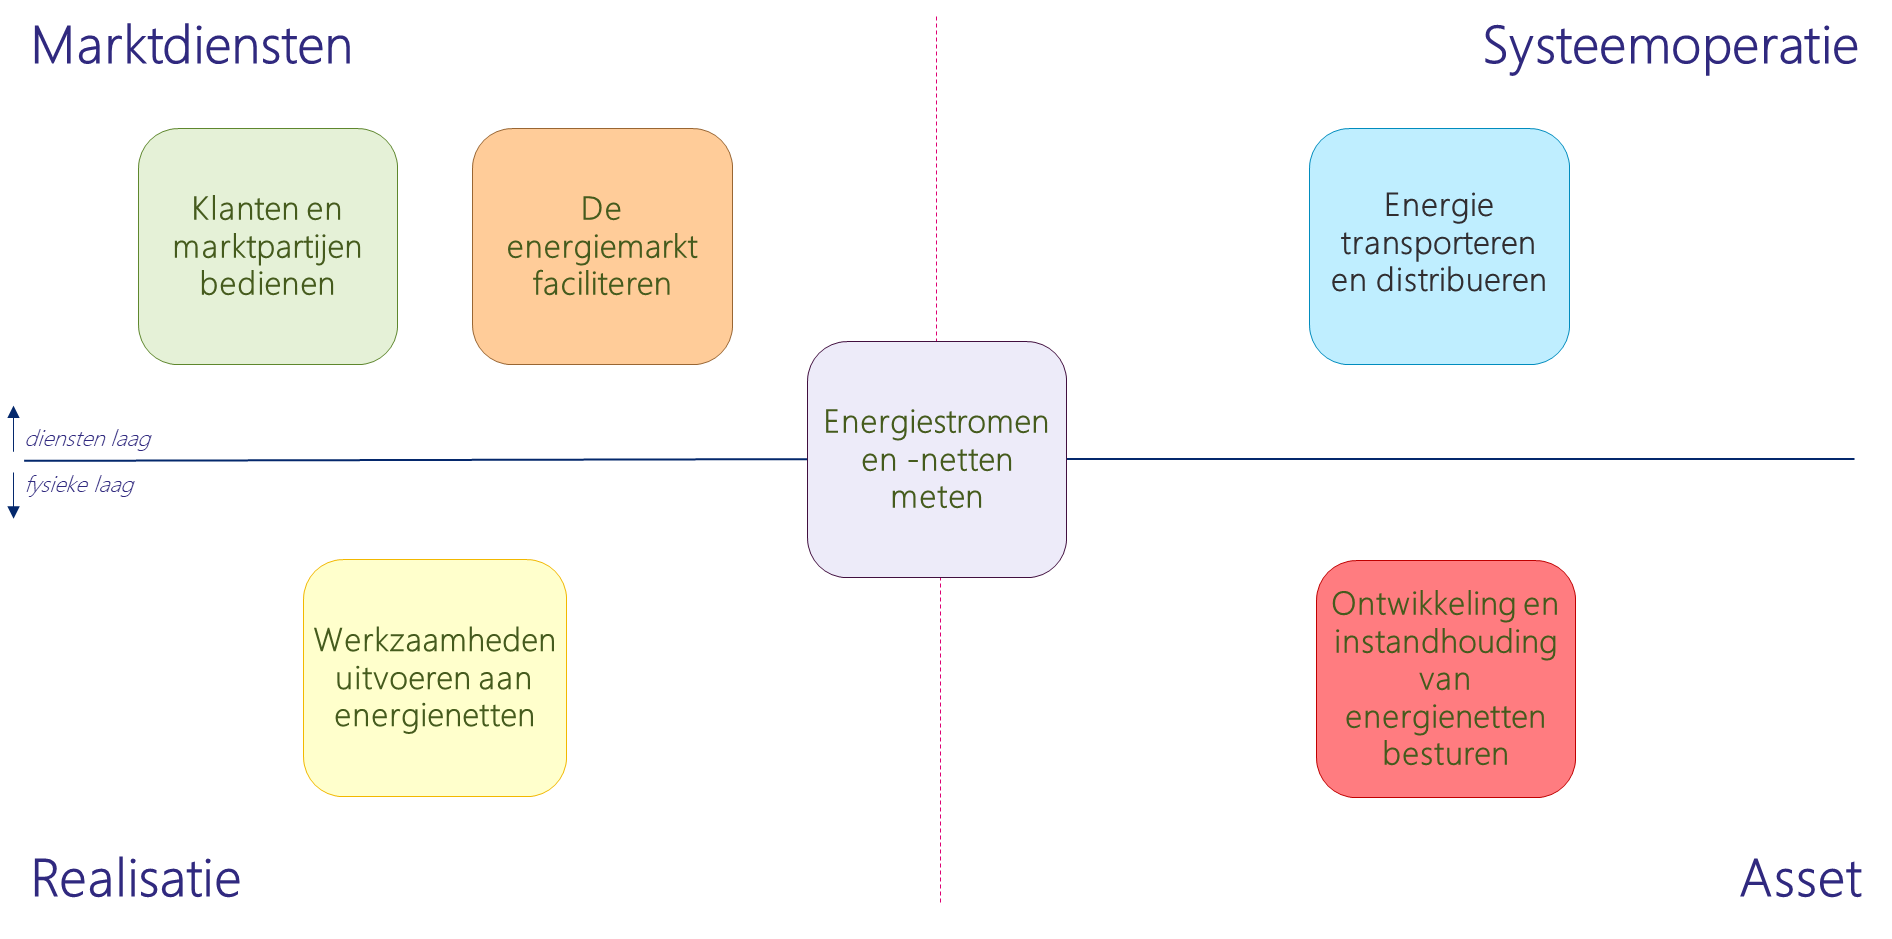 Marktdiensten
Systeemoperatie
Klanten en
marktpartijen
bedienen
De
energiemarkt
faciliteren
Energie
transporteren
en distribueren
diensten laag
fysieke laag
Energiestromen
en -netten
meten
Werkzaamheden
uitvoeren aan
energienetten
Ontwikkeling en
instandhouding
van
energienetten
besturen
Realisatie
Asset